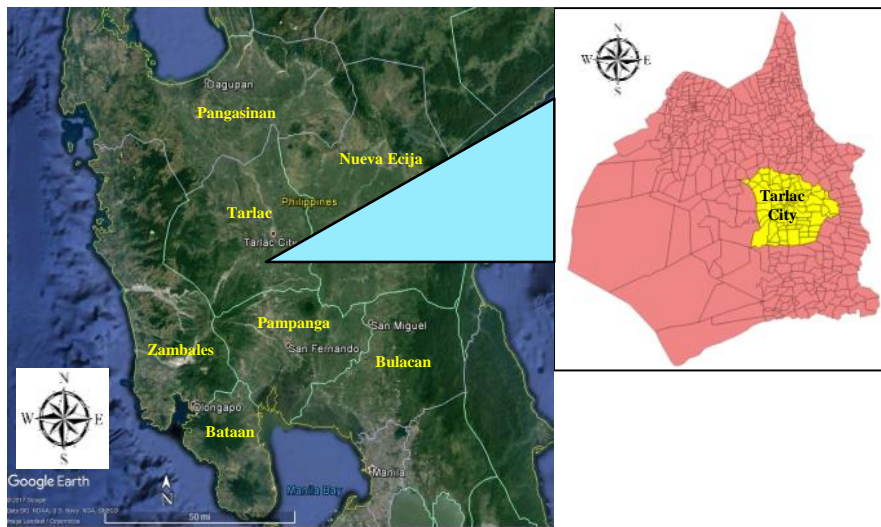 Dagupan
Pangasinan
Nueva Ecija
Philippines
Tarlac
Tarlac City
Pampanga
San Miguel
Zambales
San Fernando
Bulacan
Olongapo
Bataan
Manila
Manila Bay
N
W E
S
Google Earth
N
50 mi
N
W E
S
Tarlac
City